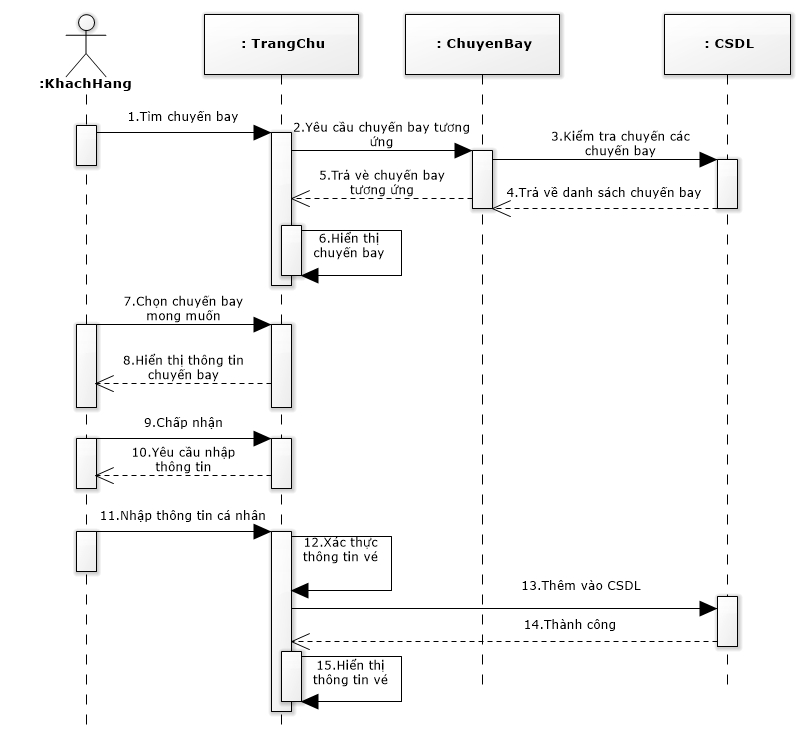 : TrangChu
: ChuyenBay
: CSDL
:KhachHang
1.Tìm chuyến bay
2.Yêu cầu chuyến bay tương
ứng
3.Kiểm tra chuyến các
chuyến bay
5.Trả vè chuyến bay
tương ứng
4.Trả về danh sách chuyến bay
6.Hiển thị
chuyến bay
7.Chọn chuyến bay
mong muốn
8.Hiển thị thông tin
chuyến bay
9.Chấp nhận
10.Yêu cầu nhập
thông tin
11.Nhập thông tin cá nhân
12.Xác thực
thông tin vé
13.Thêm vào CSDL
14.Thành công
15.Hiển thị
thông tin vé